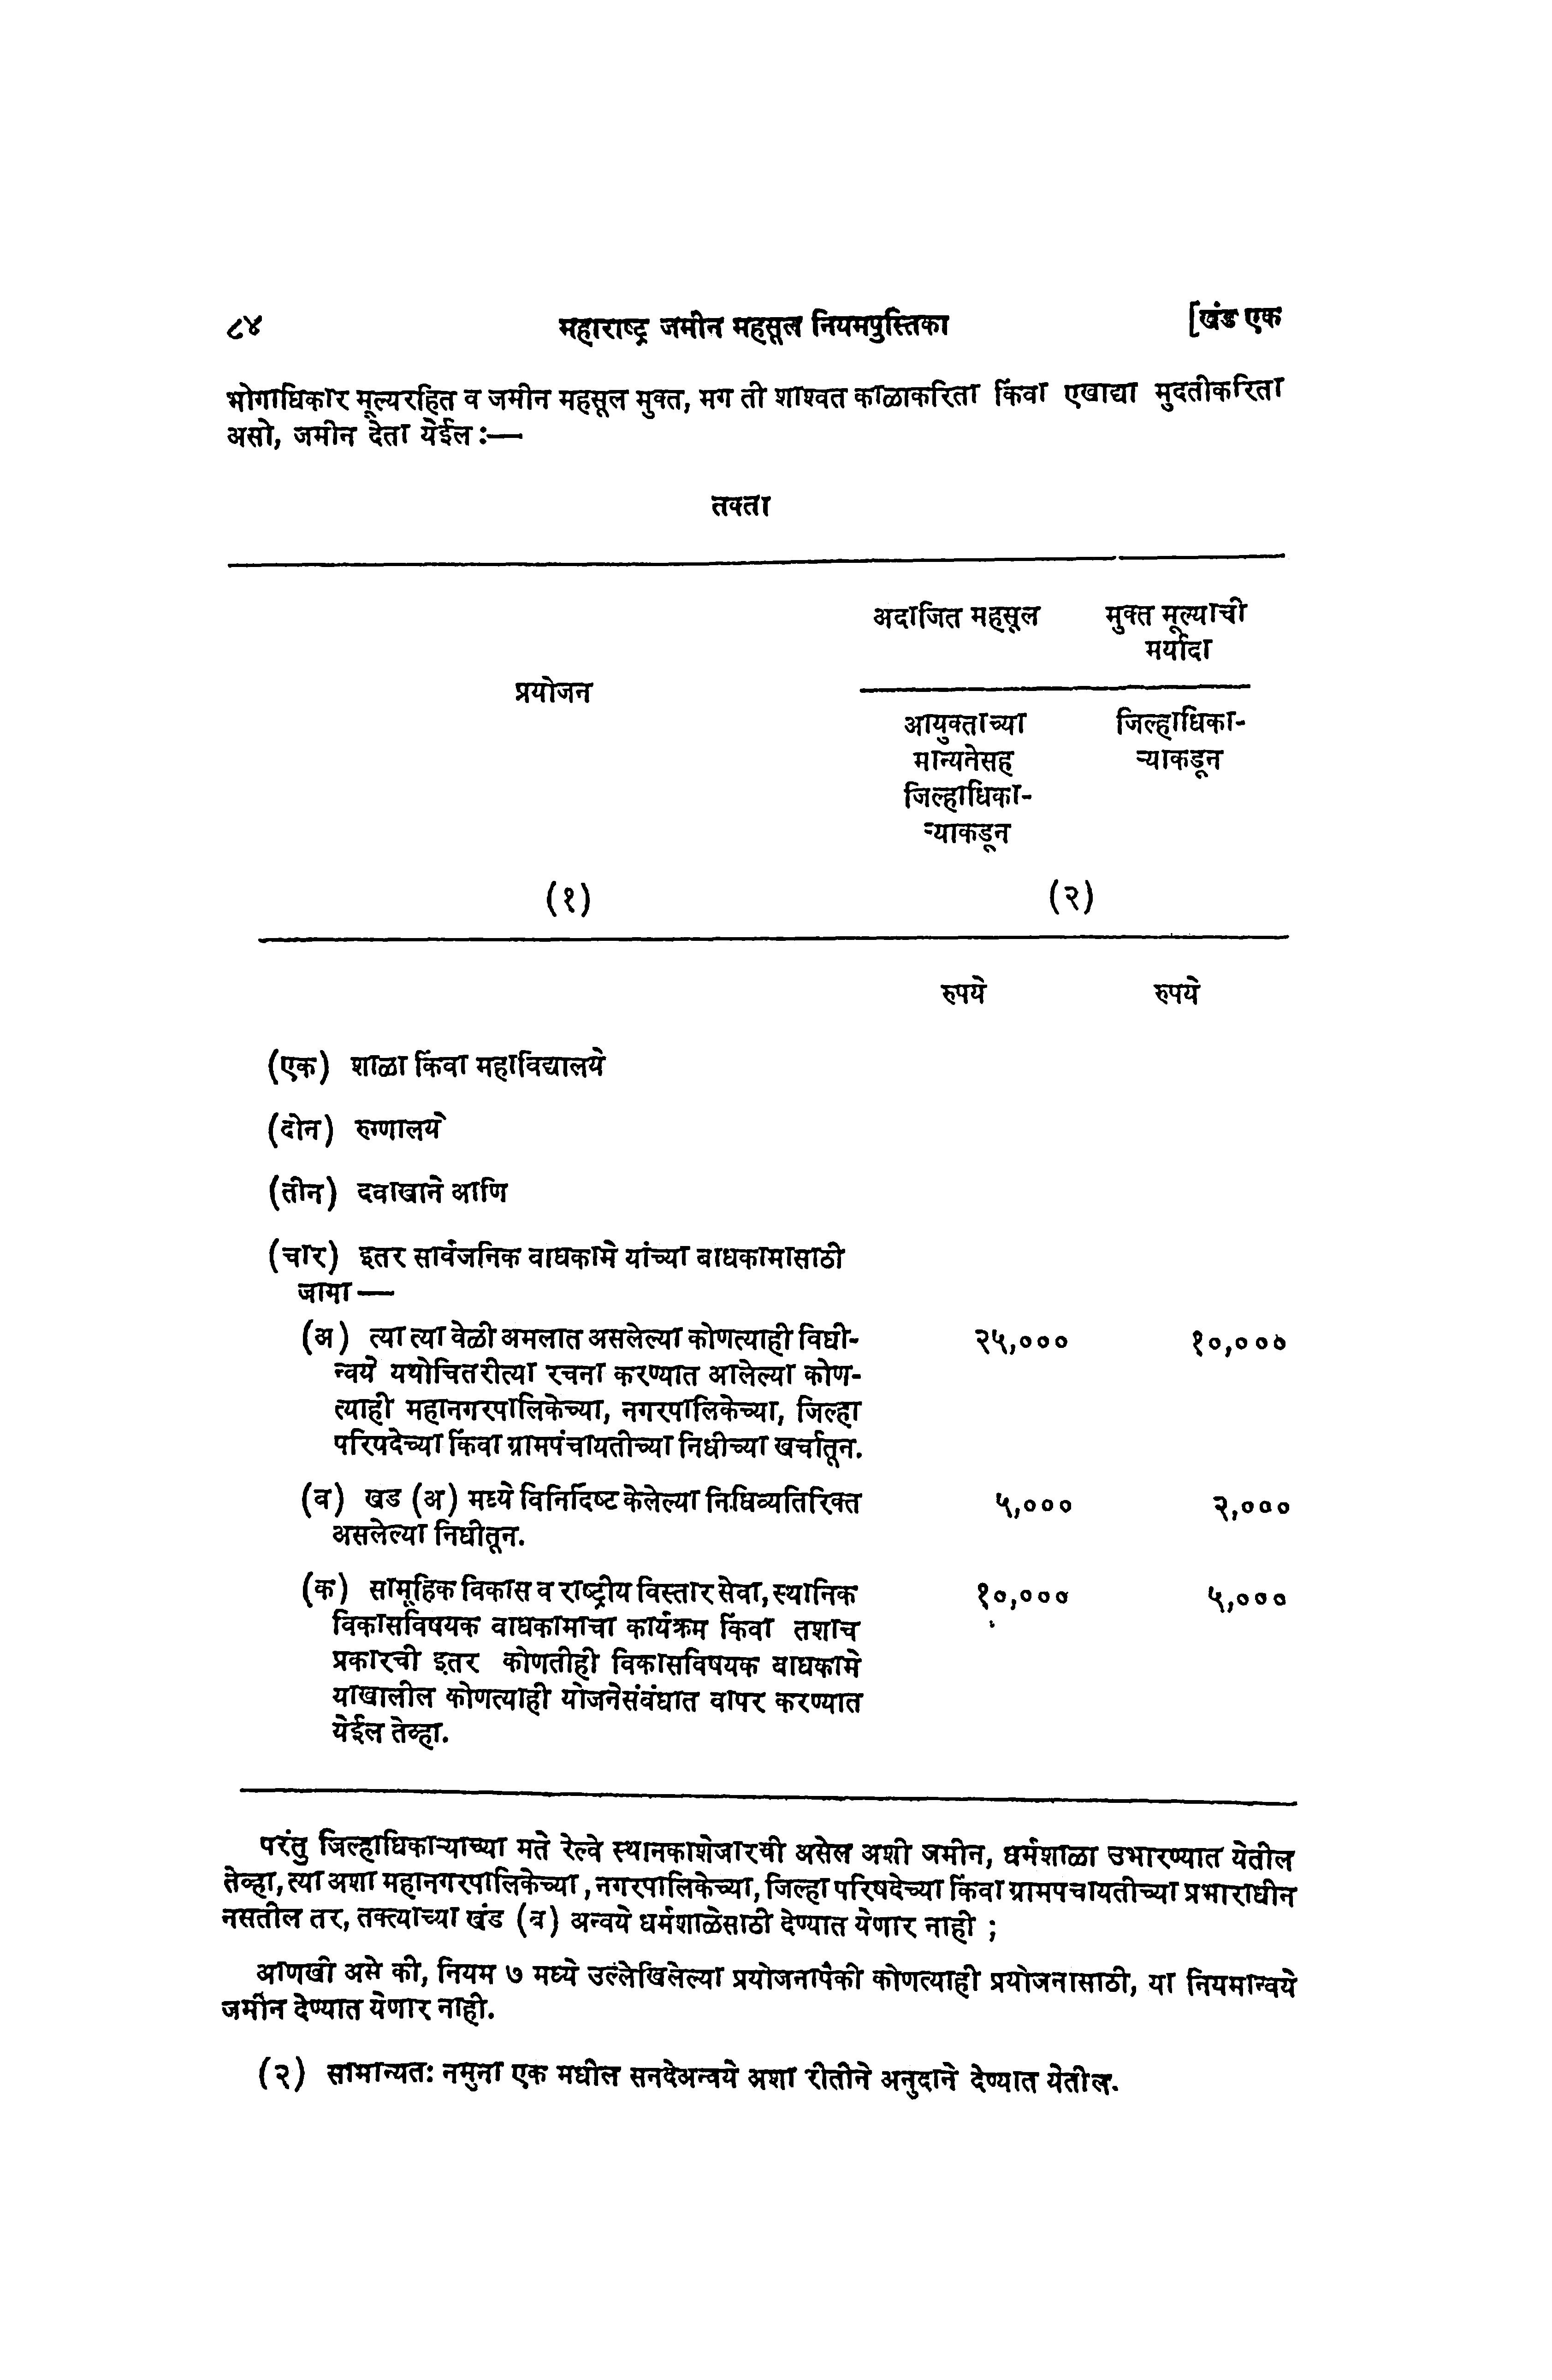 ८४ महाराष्ट्र जमीन महसूल नियमपुस्तिका [खंड एक
भोगाधिकार मूल्यरहित व जमीन महसूल मुक्त, मग ती शाश्वत काळाकरिता किंवा एखाद्या मुदतीकरिता
असो, जमीन देता येईल :—
तक्ता
अदाजित महसूल मुक्त मूल्याची
मर्यादा
प्रयोजन
आयुक्ताच्या जिल्हाधिका-
मान्यतेसह ऱ्याकडून
जिल्हाधिका-
ऱ्याकडून
(१) (२)
रुपये रुपये
(एक) शाळा किंवा महाविद्यालये
(दोन) रुग्णालये
(तीन) दवाखाने आणि
(चार) इतर सार्वजनिक वाधकामे यांच्या बाधकामासाठी
जामा —
(अ) त्या त्या वेळी अमलात असलेल्या कोणत्याही विधी- २५,००० १०,०००
न्वये यथोचितरीत्या रचना करण्यात आलेल्या कोण-
त्याही महानगरपालिकेच्या, नगरपालिकेच्या, जिल्हा
परिपदेच्या किंवा ग्रामपंचायतीच्या निधीच्या खर्चातून.
(व) खड (अ) मध्ये विनिर्दिष्ट केलेल्या निधिव्यतिरिक्त ५,००० २,०००
असलेल्या निधीतून.
(क) सामूहिक विकास व राष्ट्रीय विस्तार सेवा, स्थानिक १०,००० ५,०००
विकासविषयक वाधकामाचा कार्यक्रम किंवा तशाच
प्रकारची इतर कोणतीही विकासविषयक बाधकामे
याखालील कोणत्याही योजनेसंवंधात वापर करण्यात
येईल तेव्हा.
परंतु जिल्हाधिकाऱ्याच्या मते रेल्वे स्थानकाशेजारची असेल अशी जमीन, धर्मशाळा उभारण्यात येतील
तेव्हा, त्या अशा महानगरपालिकेच्या, नगरपालिकेच्या, जिल्हा परिषदेच्या किंवा ग्रामपचायतीच्या प्रभाराधीन
नसतील तर, तक्त्याच्या खंड (व) अन्वये धर्मशाळेसाठी देण्यात येणार नाही ;
आणखी असे की, नियम ७ मध्ये उल्लेखिलेल्या प्रयोजनापैकी कोणत्याही प्रयोजनासाठी, या नियमान्वये
जमीन देण्यात येणार नाही.
(२) सामान्यतः नमुना एक मधील सनदेअन्वये अशा रीतीने अनुदाने देण्यात येतील.